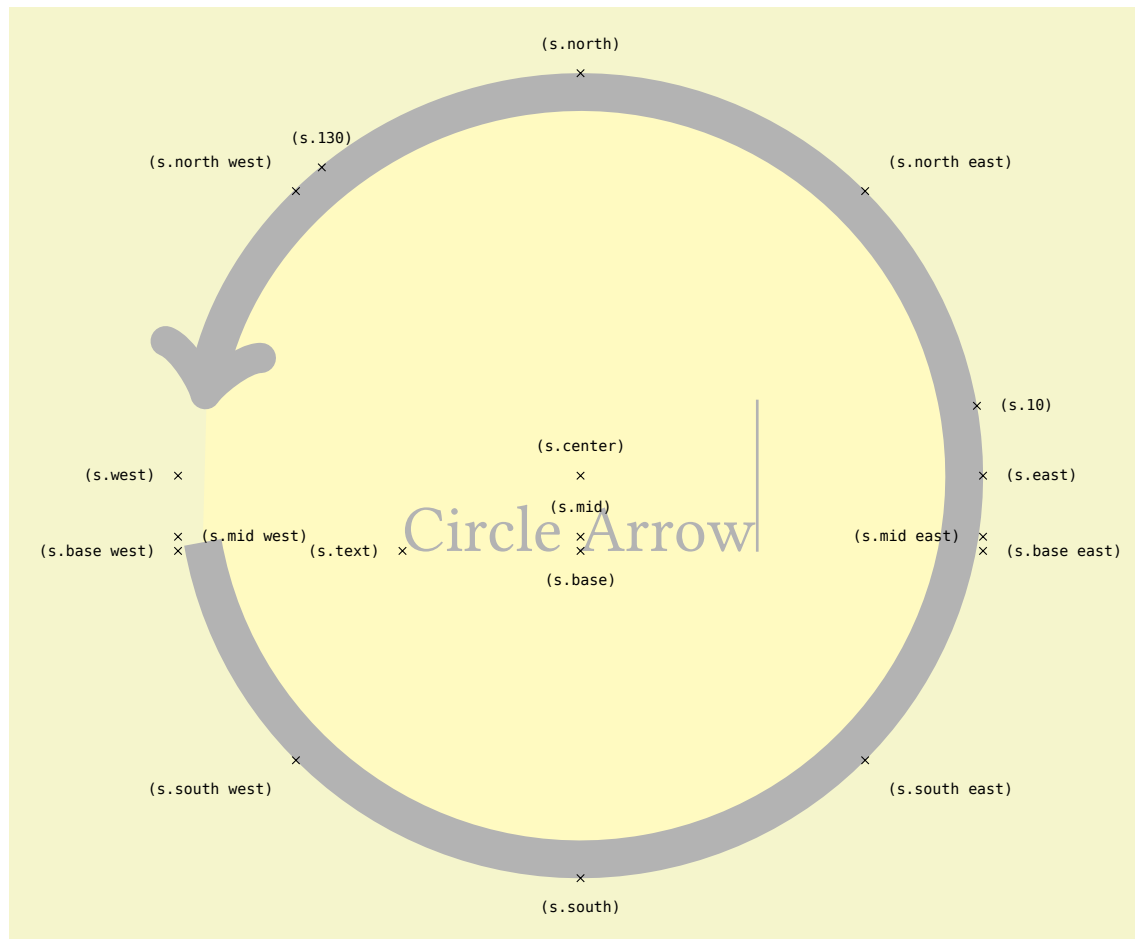 (s.north)
(s.130)
(s.north west)
(s.north east)
(s.10)
(s.center)
(s.west)
(s.east)
(s.mid)
Circle Arrow
(s.mid west)
(s.mid east)
(s.base west)
(s.text)
(s.base east)
(s.base)
(s.south west)
(s.south east)
(s.south)